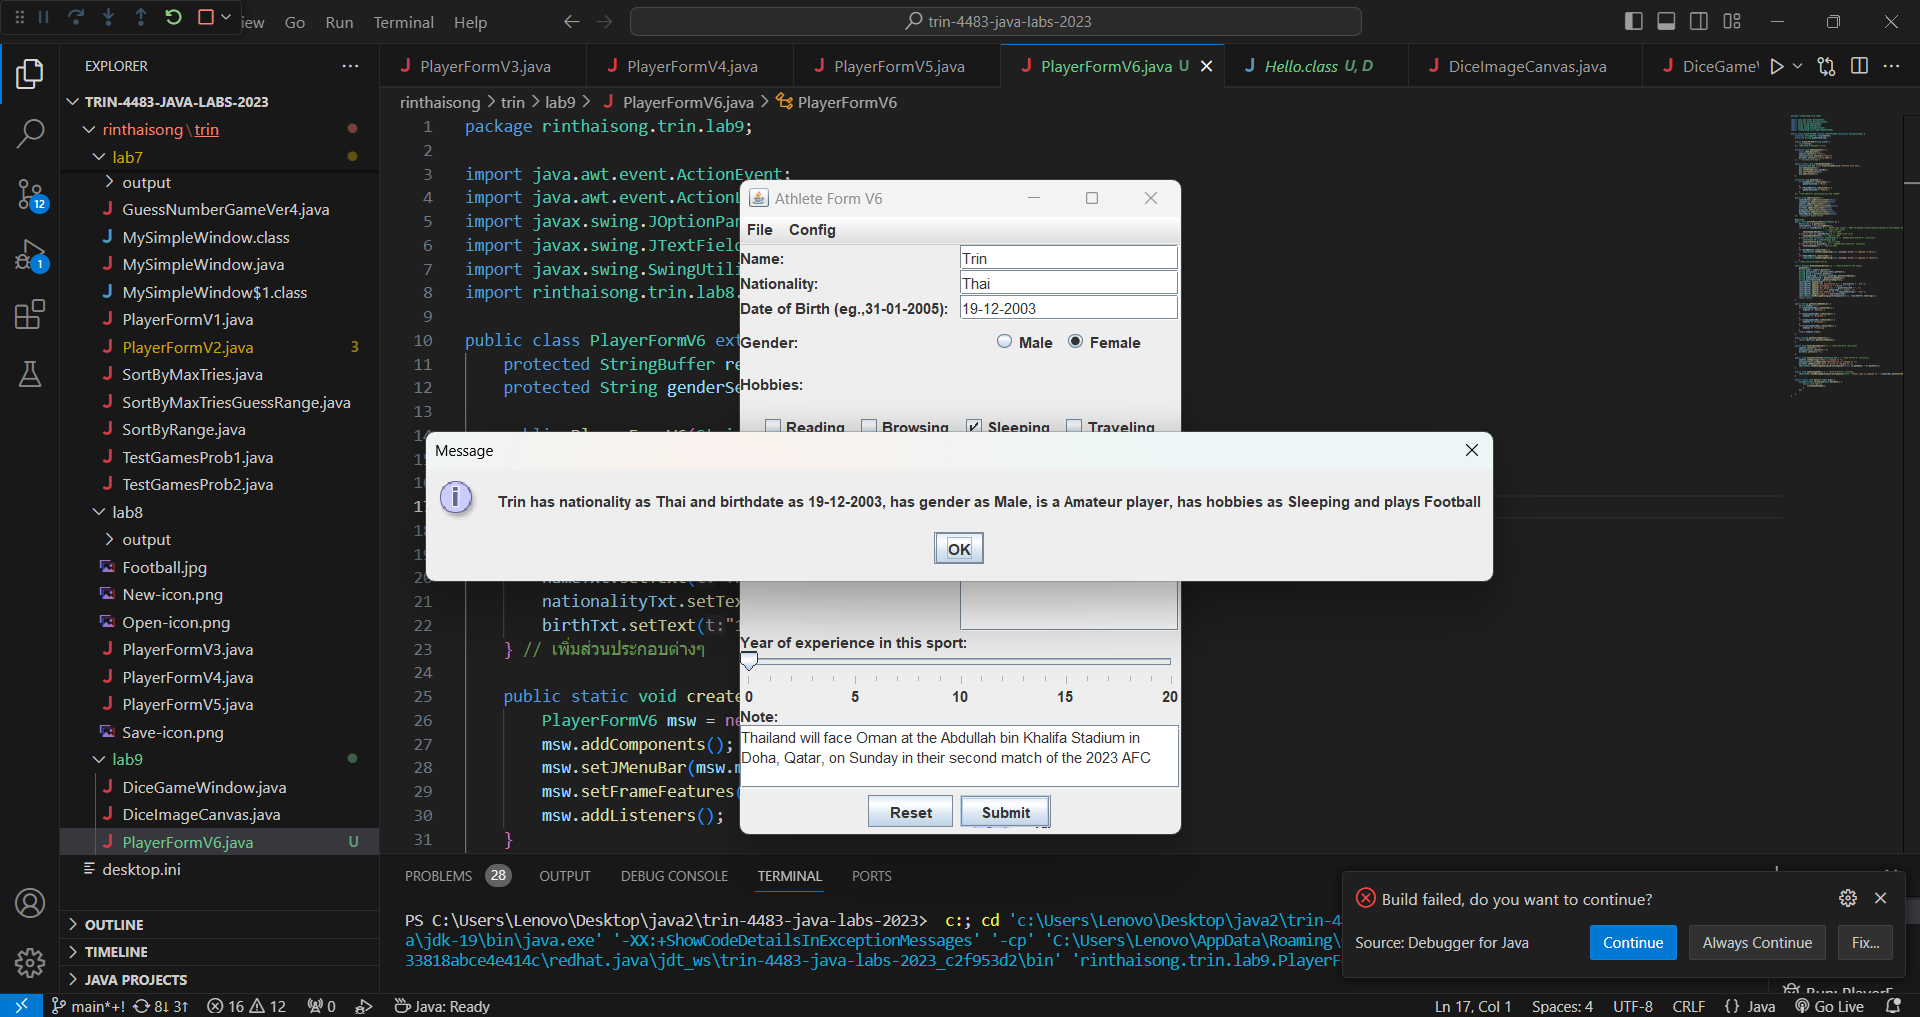 iew Go Run Terminal Help
trin-4483-java-labs-2023
EXPLORER
TRIN-4483-JAVA-LABS-2023
rinthaisong\trin
lab7
output
GuessNumberGameVer4.java
MySimpleWindow.class
MySimpleWindow.java
MySimpleWindow$1.class
PlayerFormV1.java
PlayerFormV2.java 3
SortByMaxTries.java
SortByMaxTriesGuessRange.java
SortByRange.java
TestGamesProb1.java
TestGamesProb2.java
lab8
output
Football.jpg
New-icon.png
Open-icon.png
PlayerFormV3.java
PlayerFormV4.java
PlayerFormV5.java
Save-icon.png
lab9
DiceGameWindow.java
DiceImageCanvas.java
PlayerFormV6.java U
desktop.ini
OUTLINE
TIMELINE
JAVA PROJECTS
12
1
PlayerFormV3.java PlayerFormV4.java PlayerFormV5.java PlayerFormV6.java U Hello.class U, D DiceImageCanvas.java DiceGame
rinthaisong > trin > lab9 > PlayerFormV6.java > PlayerFormV6
1 package rinthaisong.trin.lab9;
2
3 import java.awt.event.ActionEvent;
4 import java.awt.event.ActionL
5 import javax.swing.JOptionPan
6 import javax.swing.JTextField
7 import javax.swing.SwingUtili
8 import rinthaisong.trin.lab8.
9
10 public class PlayerFormV6 ext
11 protected StringBuffer re
12 protected String genderSe
13
14
20
21 nationalityTxt.setTex
22 birthTxt.setText(t:"1
23 } // เพิ่มส่วนประกอบต่างๆ
24
25 public static void create
26 PlayerFormV6 msw = ne
27 msw.addComponents();
28 msw.setJMenuBar(msw.m
29 msw.setFrameFeatures(
30 msw.addListeners();
31 }
Athlete Form V6
File Config
Name: Trin
Nationality: Thai
Date of Birth (eg.,31-01-2005): 19-12-2003
Gender: Male Female
Hobbies:
Reading Browsing Sleeping Traveling
Message
Trin has nationality as Thai and birthdate as 19-12-2003, has gender as Male, is a Amateur player, has hobbies as Sleeping and plays Football
OK
Year of experience in this sport:
0 5 10 15 20
Note:
Thailand will face Oman at the Abdullah bin Khalifa Stadium in
Doha, Qatar, on Sunday in their second match of the 2023 AFC
Reset Submit
PROBLEMS 28 OUTPUT DEBUG CONSOLE TERMINAL PORTS
PS C:\Users\Lenovo\Desktop\java2\trin-4483-java-labs-2023> c:; cd 'c:\Users\Lenovo\Desktop\java2\trin-4
a\jdk-19\bin\java.exe' '-XX:+ShowCodeDetailsInExceptionMessages' '-cp' 'C:\Users\Lenovo\AppData\Roaming\
33818abce4e414c\redhat.java\jdt_ws\trin-4483-java-labs-2023_c2f953d2\bin' 'rinthaisong.trin.lab9.PlayerF
Build failed, do you want to continue?
Source: Debugger for Java
Continue Always Continue Fix...
main*+! 8↓ 3↑ 16 12 0 Java: Ready
Ln 17, Col 1 Spaces: 4 UTF-8 CRLF {} Java Go Live